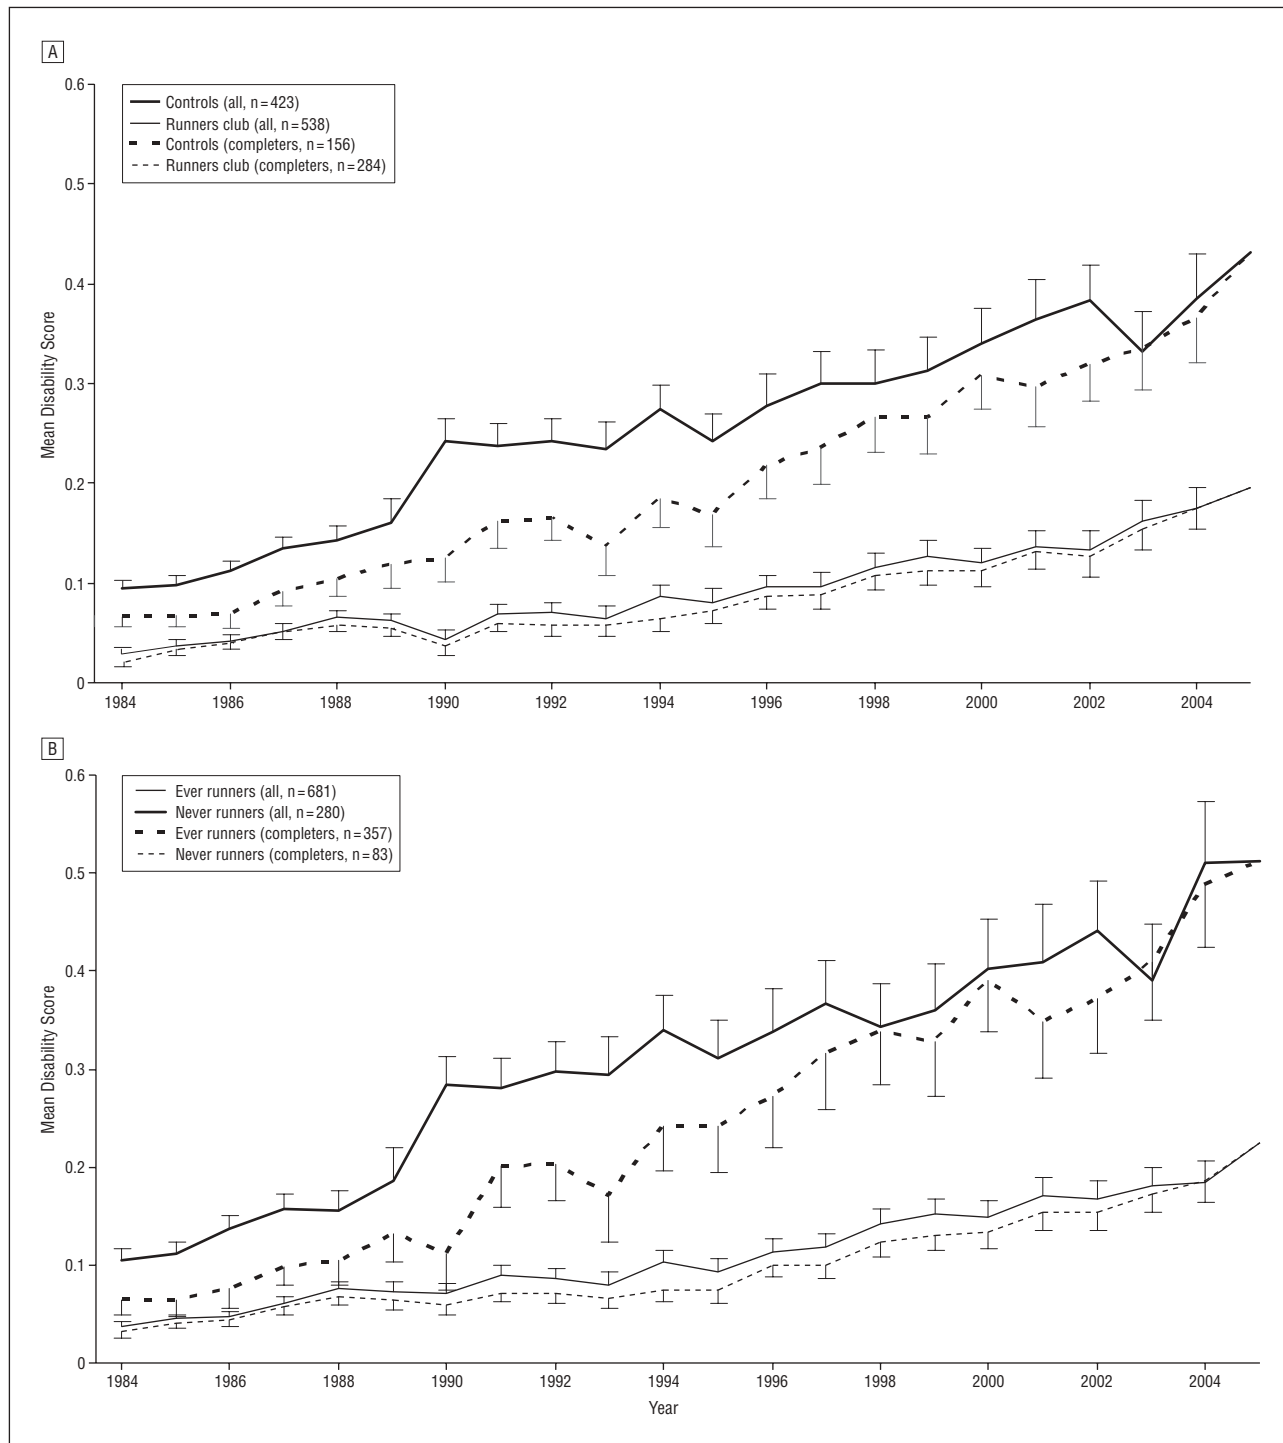 A
0.6
Controls (all, n=423)
Runners club (all, n=538)
Controls (completers, n=156)
Runners club (completers, n=284)
0.5
0.4
0.3
0.2
0.1
0
Mean Disability Score
1984 1986 1988 1990 1992 1994 1996 1998 2000 2002 2004
B
0.6
Ever runners (all, n=681)
Never runners (all, n=280)
Ever runners (completers, n=357)
Never runners (completers, n=83)
0.5
0.4
0.3
0.2
0.1
0
Mean Disability Score
1984 1986 1988 1990 1992 1994 1996 1998 2000 2002 2004
Year